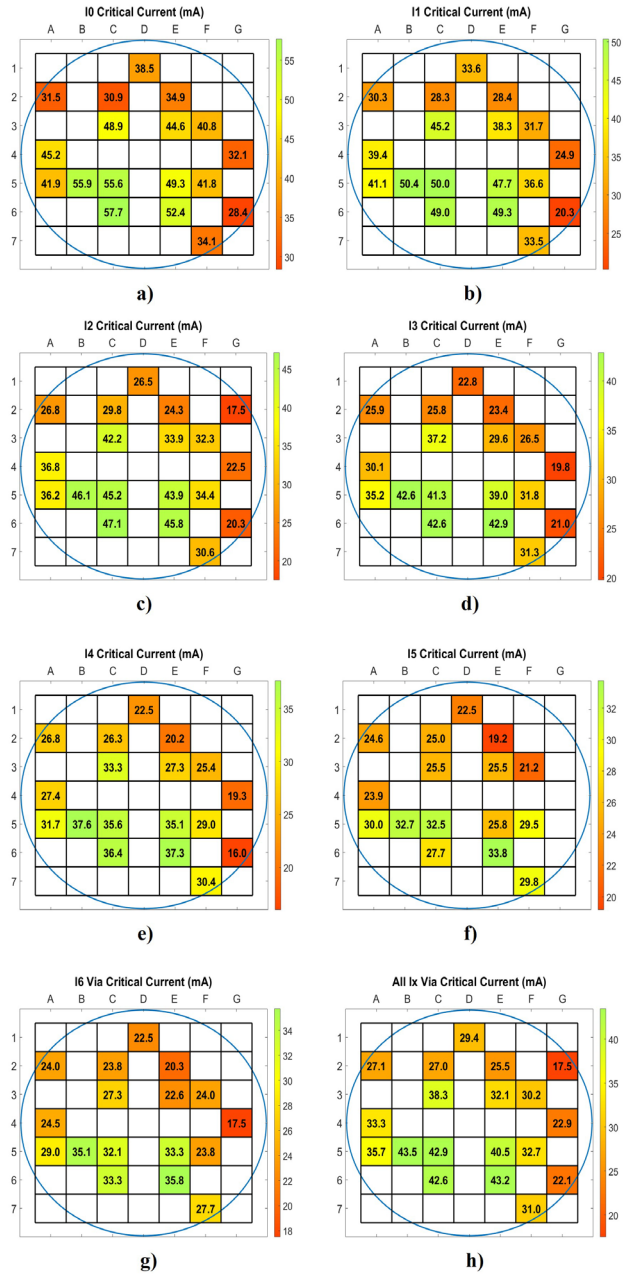 I0 Critical Current (mA)
A B C D E F G
1 38.5
2 31.5 30.9 34.9
3 48.9 44.6 40.8
4 45.2 32.1
5 41.9 55.9 55.6 49.3 41.8
6 57.7 52.4 28.4
7 34.1
55
50
45
40
35
30
a)
I1 Critical Current (mA)
A B C D E F G
1 33.6
2 30.3 28.3 28.4
3 45.2 38.3 31.7
4 39.4 24.9
5 41.1 50.4 50.0 47.7 36.6
6 49.0 49.3 20.3
7 33.5
50
45
40
35
30
25
b)
I2 Critical Current (mA)
A B C D E F G
1 26.5
2 26.8 29.8 24.3 17.5
3 42.2 33.9 32.3
4 36.8 22.5
5 36.2 46.1 45.2 43.9 34.4
6 47.1 45.8 20.3
7 30.6
45
40
35
30
25
20
c)
I3 Critical Current (mA)
A B C D E F G
1 22.8
2 25.9 25.8 23.4
3 37.2 29.6 26.5
4 30.1 19.8
5 35.2 42.6 41.3 39.0 31.8
6 42.6 42.9 21.0
7 31.3
40
35
30
25
20
d)
I4 Critical Current (mA)
A B C D E F G
1 22.5
2 26.8 26.3 20.2
3 33.3 27.3 25.4
4 27.4 19.3
5 31.7 37.6 35.6 35.1 29.0
6 36.4 37.3 16.0
7 30.4
35
30
25
20
e)
I5 Critical Current (mA)
A B C D E F G
1 22.5
2 24.6 25.0 19.2
3 25.5 25.5 21.2
4 23.9
5 30.0 32.7 32.5 25.8 29.5
6 27.7 33.8
7 29.8
32
30
28
26
24
22
20
f)
I6 Via Critical Current (mA)
A B C D E F G
1 22.5
2 24.0 23.8 20.3
3 27.3 22.6 24.0
4 24.5 17.5
5 29.0 35.1 32.1 33.3 23.8
6 33.3 35.8
7 27.7
34
32
30
28
26
24
22
20
18
g)
All Ix Via Critical Current (mA)
A B C D E F G
1 29.4
2 27.1 27.0 25.5 17.5
3 38.3 32.1 30.2
4 33.3 22.9
5 35.7 43.5 42.9 40.5 32.7
6 42.6 43.2 22.1
7 31.0
40
35
30
25
20
h)